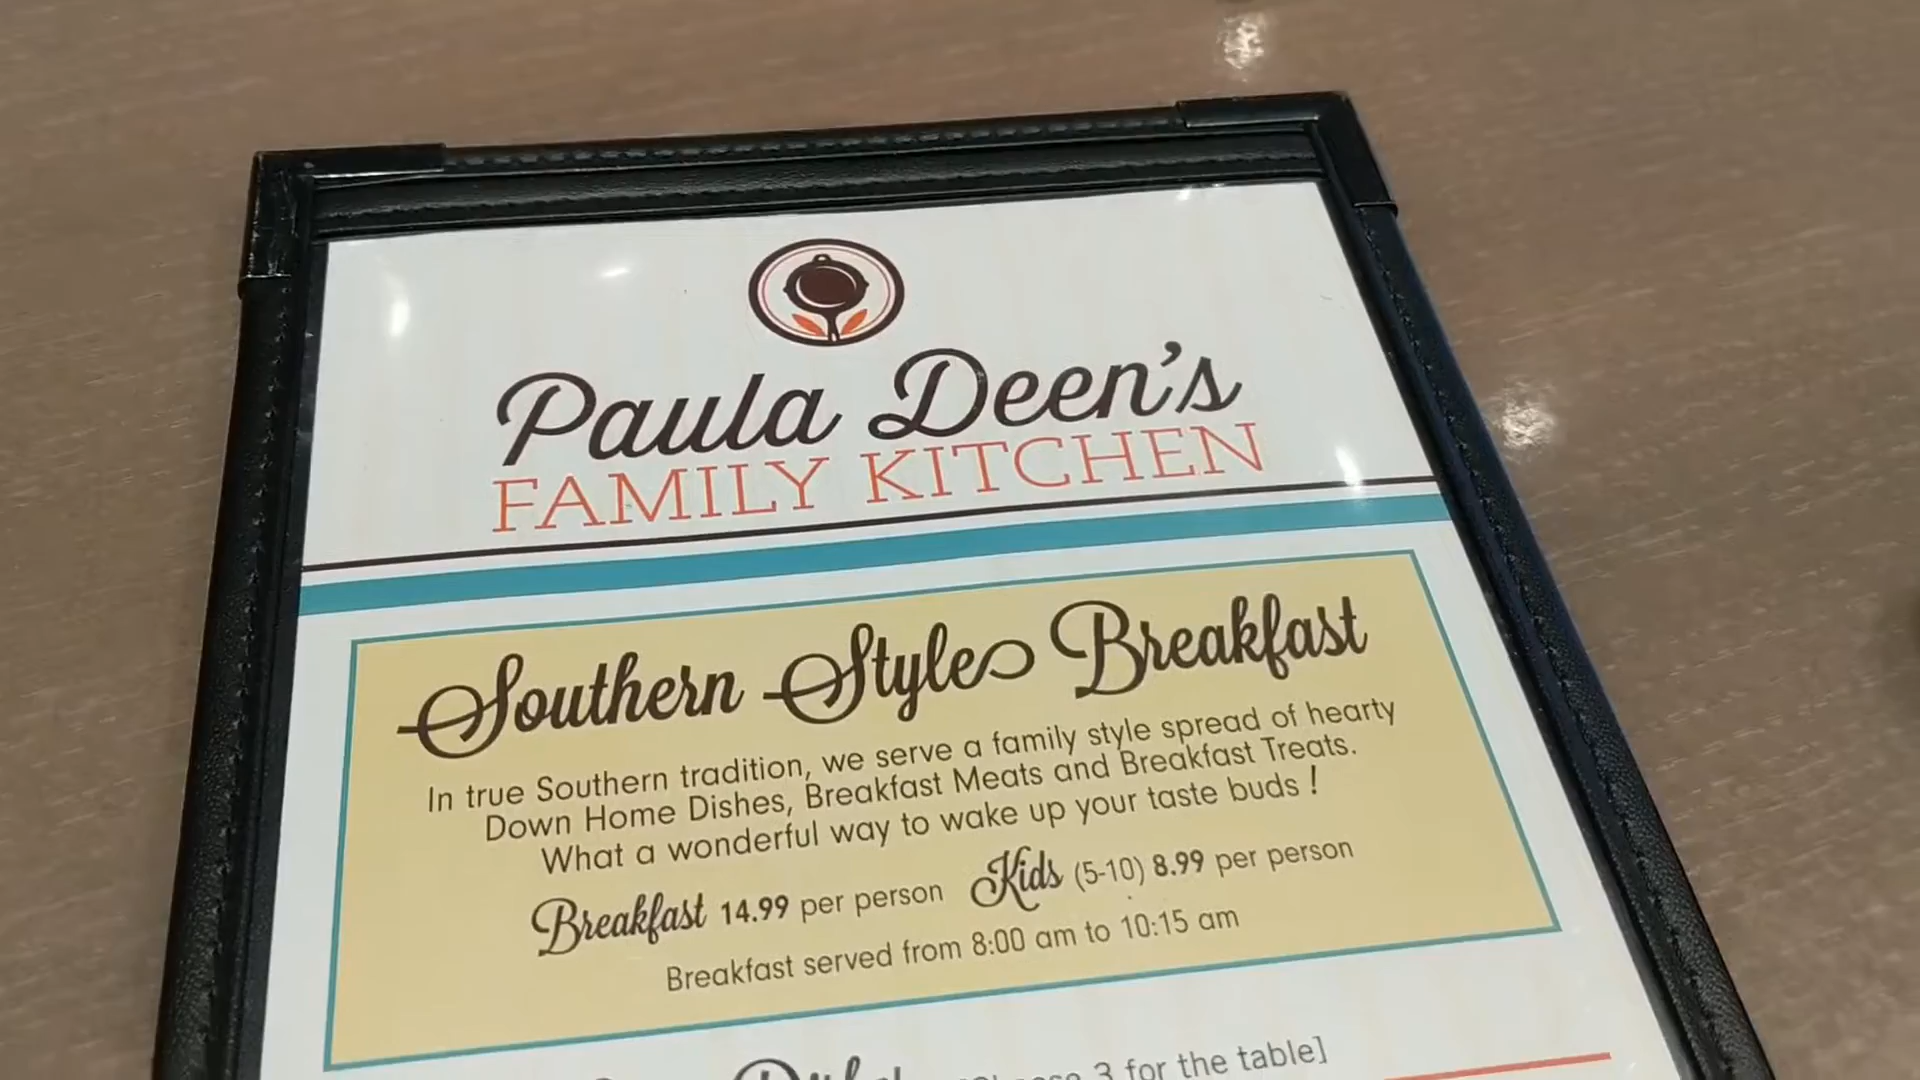 Paula Deen's
FAMILY KITCHEN
Southern Style Breakfast
In true Southern tradition, we serve a family style spread of hearty
Down Home Dishes, Breakfast Meats and Breakfast Treats.
What a wonderful way to wake up your taste buds !
Breakfast 14.99 per person Kids (5-10) 8.99 per person
Breakfast served from 8:00 am to 10:15 am
3 for the table]